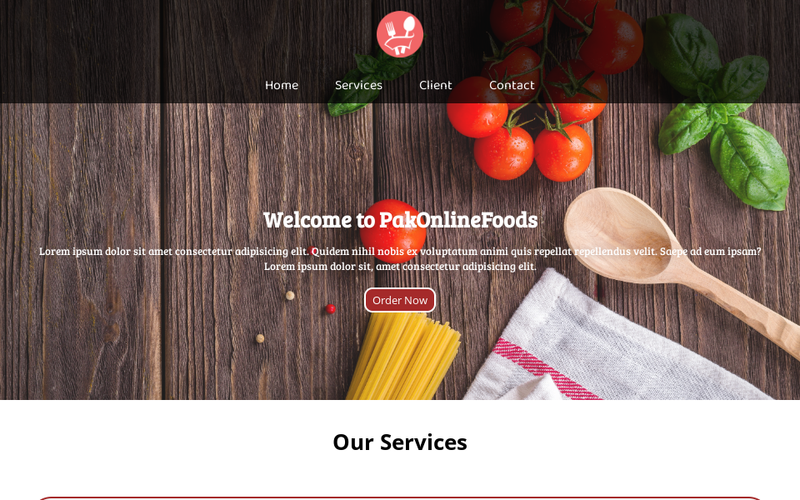 Home Services Client Contact
Welcome to PakOnlineFoods
Lorem ipsum dolor sit amet consectetur adipisicing elit. Quidem nihil nobis ex voluptatum animi quis repellat repellendus velit. Saepe ad eum ipsam?
Lorem ipsum dolor sit, amet consectetur adipisicing elit.
Order Now
Our Services